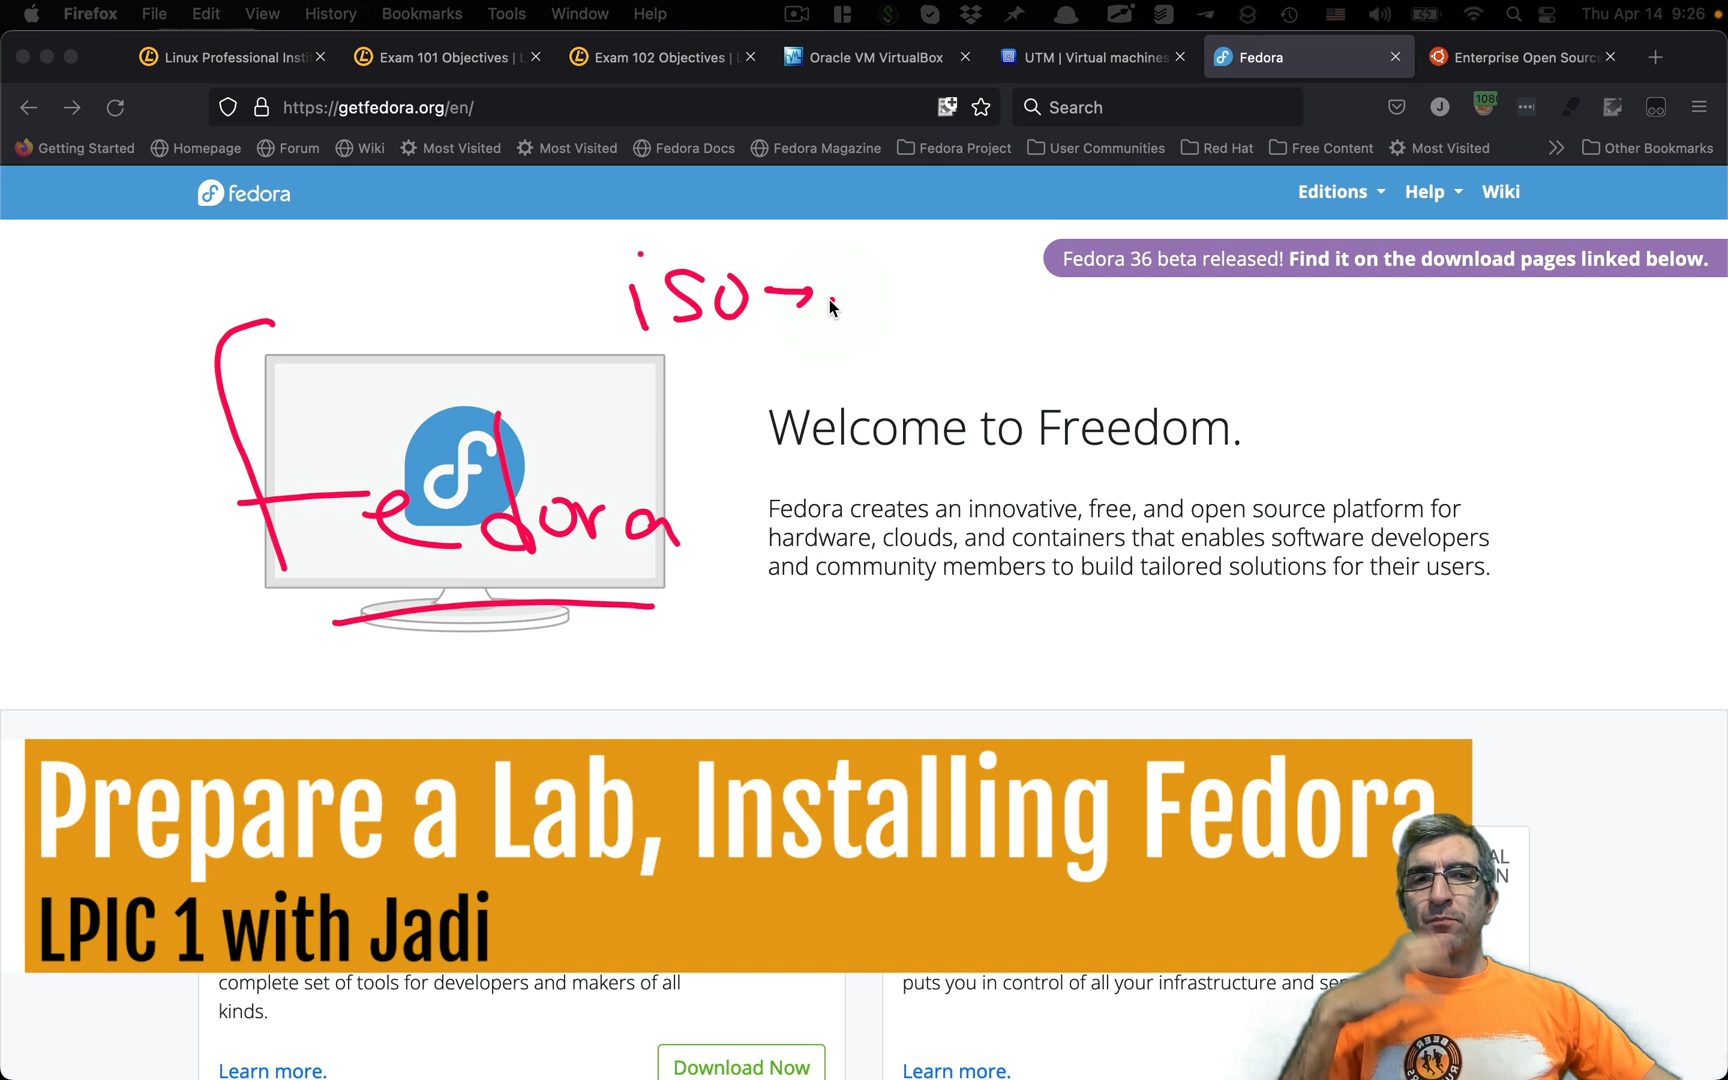 Firefox File Edit View History Bookmarks Tools Window Help Thu Apr 14 9:26
Linux Professional Insti Exam 101 Objectives | L Exam 102 Objectives | L Oracle VM VirtualBox UTM | Virtual machines Fedora Enterprise Open Source
https://getfedora.org/en/ Search J 108
Getting Started Homepage Forum Wiki Most Visited Most Visited Fedora Docs Fedora Magazine Fedora Project User Communities Red Hat Free Content Most Visited Other Bookmarks
fedora Editions Help Wiki
Fedora 36 beta released! Find it on the download pages linked below.
iso →
Fedora
Welcome to Freedom.
Fedora creates an innovative, free, and open source platform for
hardware, clouds, and containers that enables software developers
and community members to build tailored solutions for their users.
Prepare a Lab, Installing Fedora
LPIC 1 with Jadi
complete set of tools for developers and makers of all
kinds.
Learn more.
Download Now
puts you in control of all your infrastructure and se
Learn more.